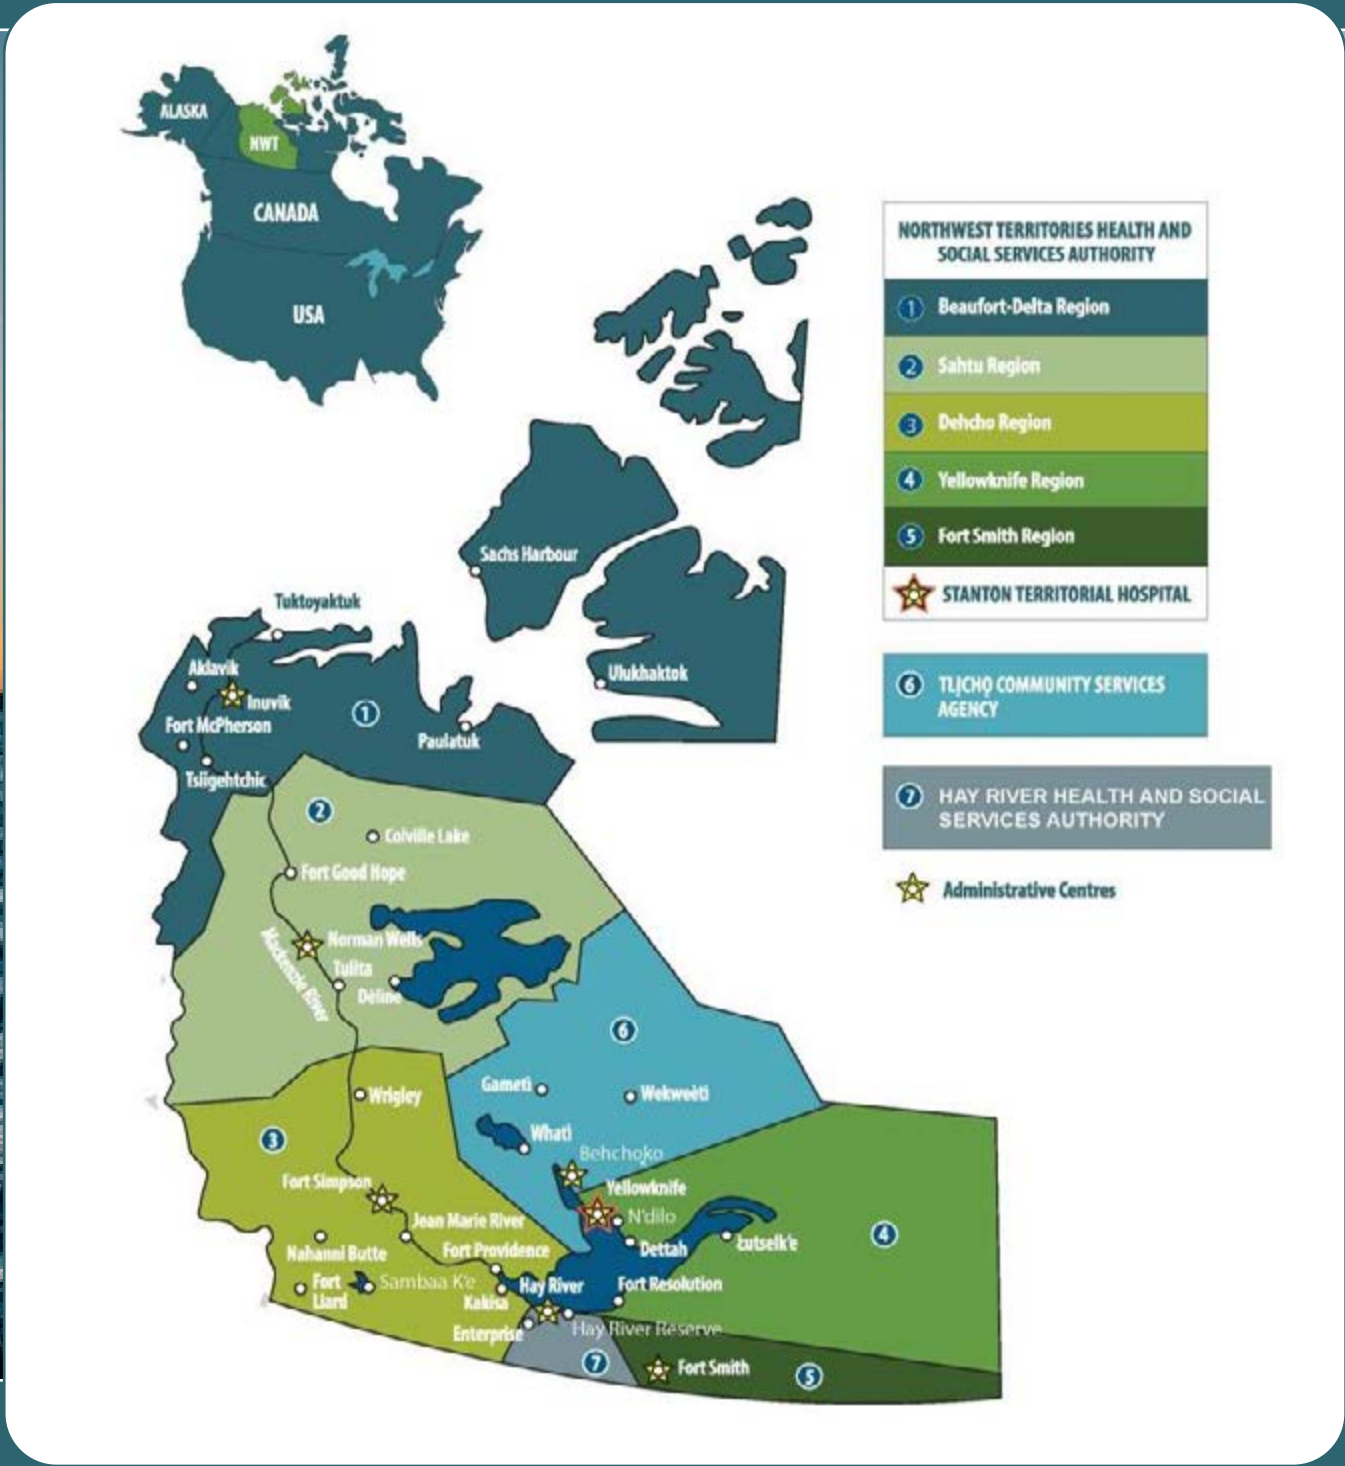 ALASKA
NWT
CANADA
USA
NORTHWEST TERRITORIES HEALTH AND
SOCIAL SERVICES AUTHORITY
1 Beaufort-Delta Region
2 Sahtu Region
3 Dehcho Region
4 Yellowknife Region
5 Fort Smith Region
STANTON TERRITORIAL HOSPITAL
6 TŁĮCHǪ COMMUNITY SERVICES
AGENCY
7 HAY RIVER HEALTH AND SOCIAL
SERVICES AUTHORITY
Administrative Centres
Sachs Harbour
Tuktoyaktuk
Aklavik
Ulukhaktok
Inuvik
1
Fort McPherson
Paulatuk
Tsiigehtchic
2
Colville Lake
Fort Good Hope
Mackenzie River
Norman Wells
Tulita
Déline
6
Gametì
Wekweètì
Wrigley
3
Whatì
Behchoko
Fort Simpson
Yellowknife
Jean Marie River
N'dilo
4
Nahanni Butte
Fort Providence
Dettah
Łutselk'e
Fort
Liard
Sambaa K'e
Hay River
Fort Resolution
Kakisa
Enterprise
Hay River Reserve
7
Fort Smith
5